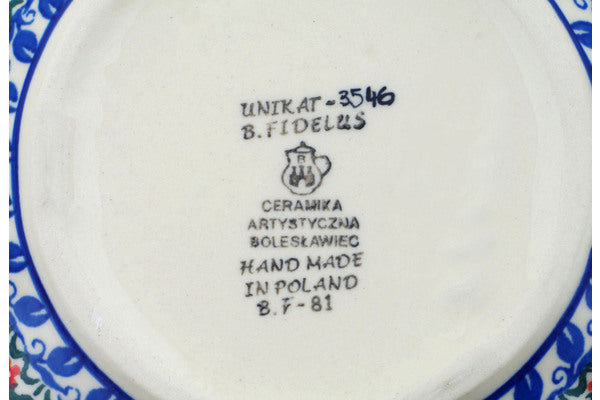 UNIKAT-3546
B. FIDELUS
B
CERAMIKA
ARTYSTYCZNA
BOLESŁAWIEC
HAND MADE
IN POLAND
B.F-81